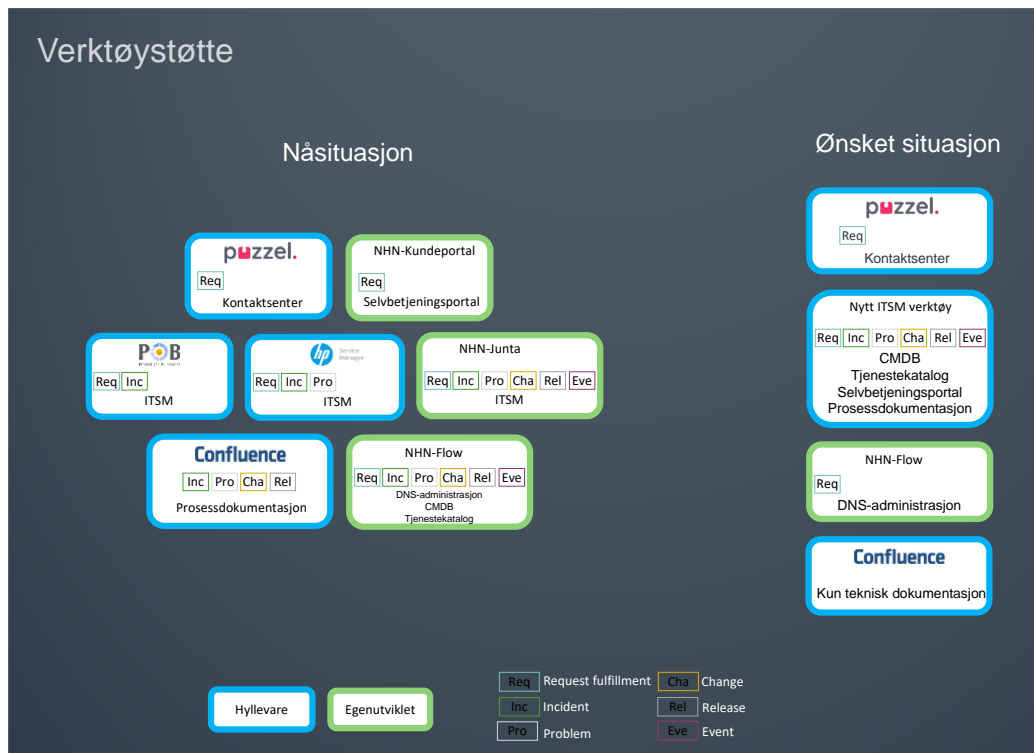 Verktøystøtte
Nåsituasjon
puzzel.
Req
Kontaktsenter
NHN-Kundeportal
Req
Selvbetjeningsportal
POB
Req Inc
ITSM
hp Service
Manager
Req Inc Pro
ITSM
NHN-Junta
Req Inc Pro Cha Rel Eve
ITSM
Confluence
Inc Pro Cha Rel
Prosessdokumentasjon
NHN-Flow
Req Inc Pro Cha Rel Eve
DNS-administrasjon
CMDB
Tjenestekatalog
Ønsket situasjon
puzzel.
Req
Kontaktsenter
Nytt ITSM verktøy
Req Inc Pro Cha Rel Eve
CMDB
Tjenestekatalog
Selvbetjeningsportal
Prosessdokumentasjon
NHN-Flow
Req
DNS-administrasjon
Confluence
Kun teknisk dokumentasjon
Hyllevare
Egenutviklet
Req Request fulfillment
Inc Incident
Pro Problem
Cha Change
Rel Release
Eve Event